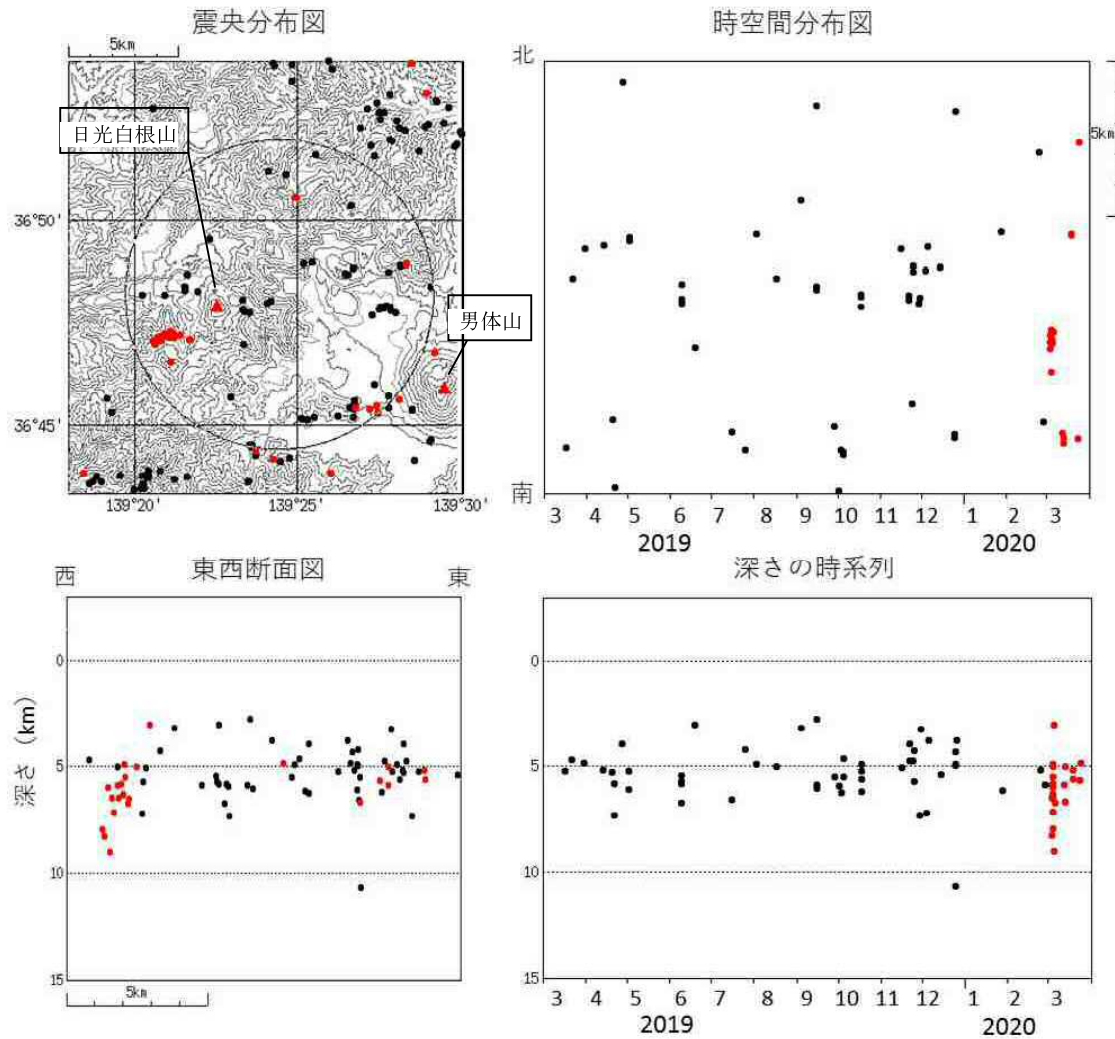 震央分布図
5km
日光白根山
男体山
36°50'
36°45'
139°20'
139°25'
139°30'
時空間分布図
北
南
5km
3 4 5 6 7 8 9 10 11 12 1 2 3
2019 2020
東西断面図
西 東
深さ (km)
0
5
10
15
5km
深さの時系列
0
5
10
15
3 4 5 6 7 8 9 10 11 12 1 2 3
2019 2020